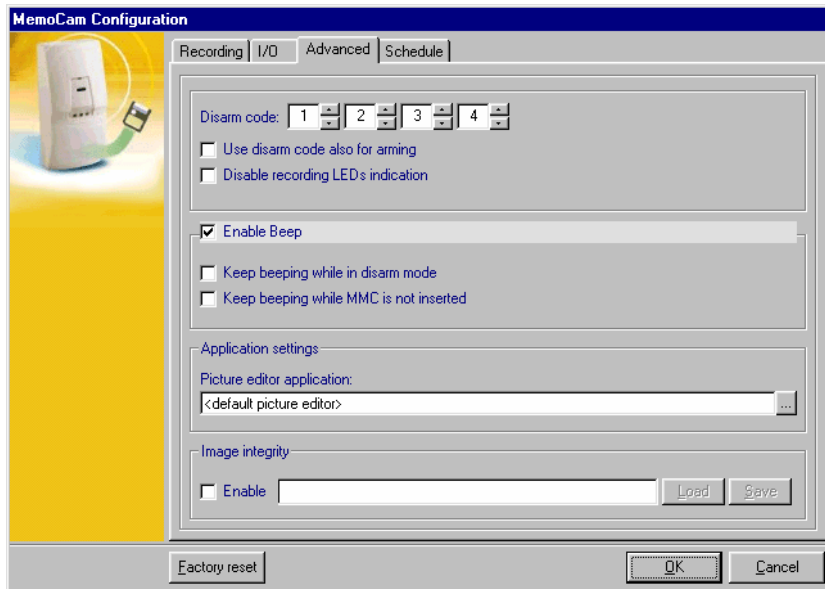 MemoCam Configuration
Recording I/O Advanced Schedule
Disarm code: 1 2 3 4
Use disarm code also for arming
Disable recording LEDs indication
Enable Beep
Keep beeping while in disarm mode
Keep beeping while MMC is not inserted
Application settings
Picture editor application:
<default picture editor> ...
Image integrity
Enable Load Save
Factory reset OK Cancel